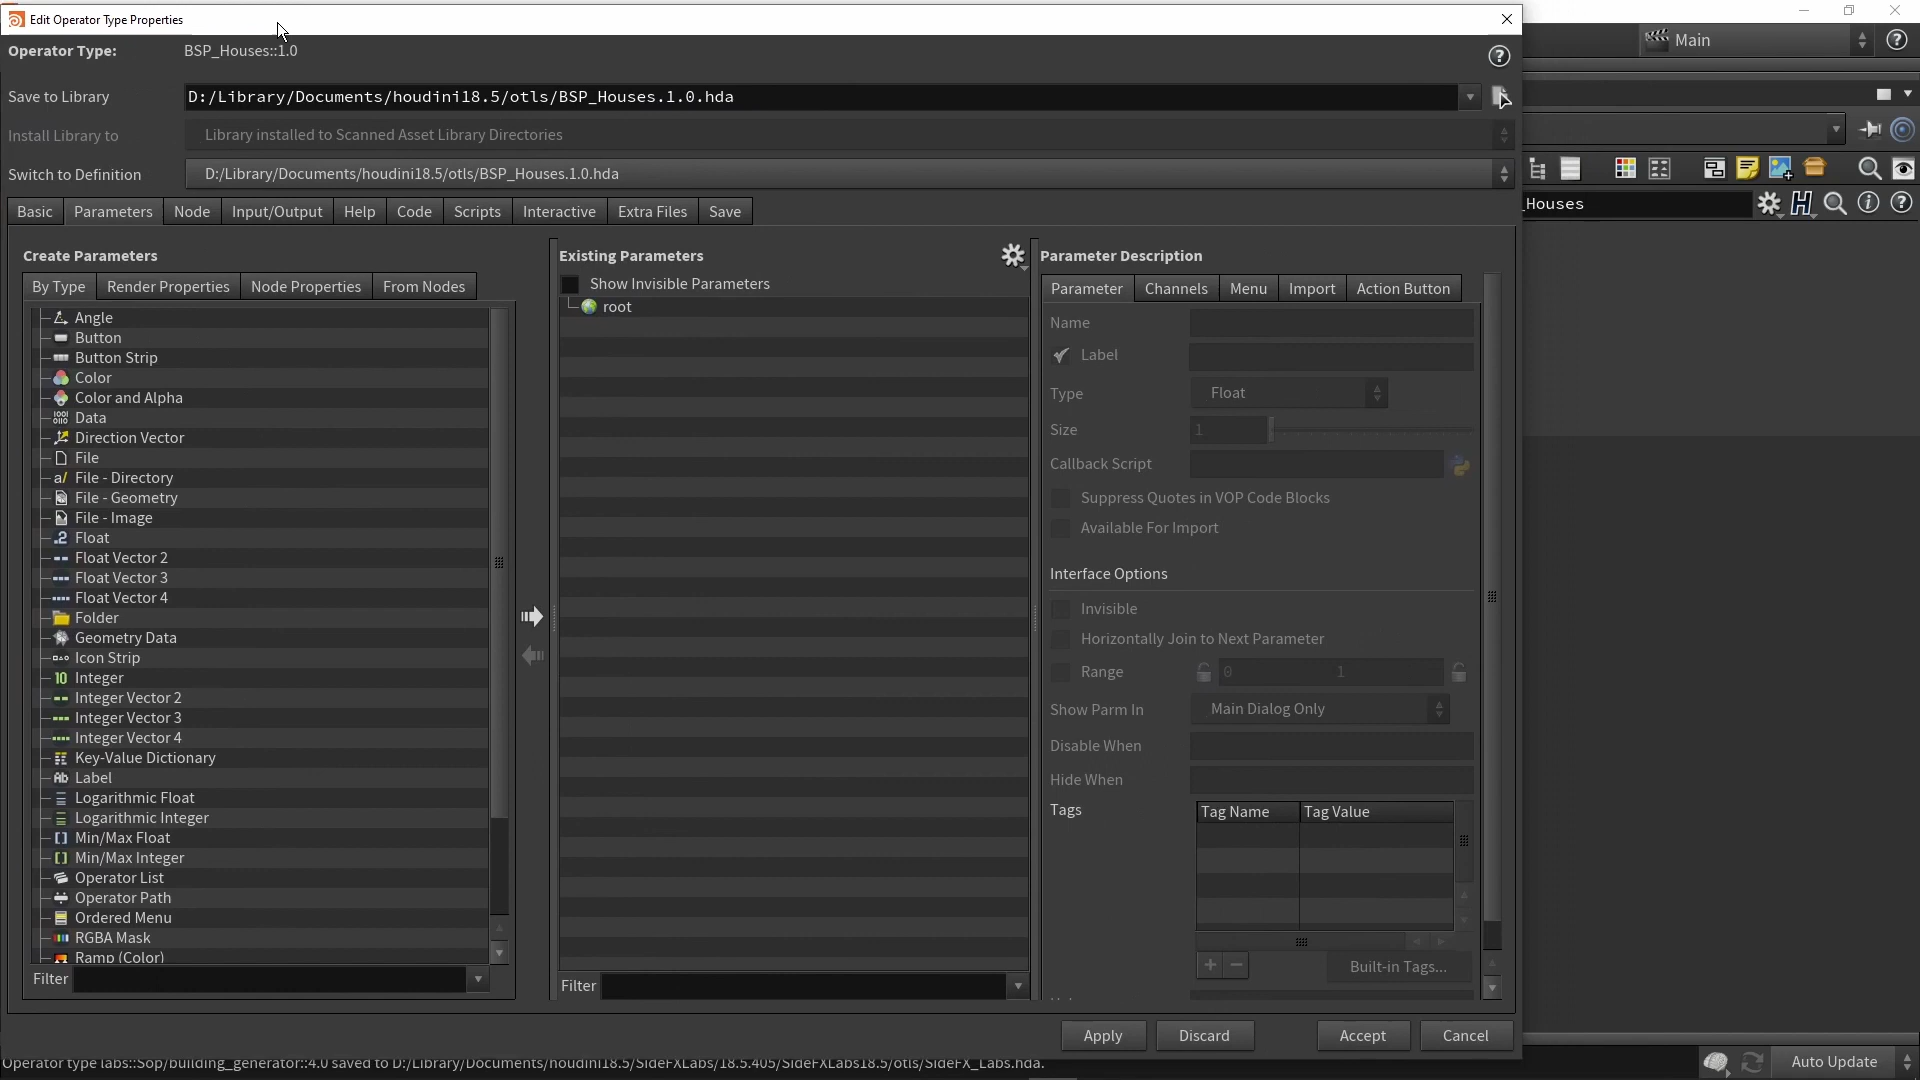 Edit Operator Type Properties
Operator Type: BSP_Houses::1.0
Main
Save to Library D:/Library/Documents/houdini18.5/otls/BSP_Houses.1.0.hda
Install Library to Library installed to Scanned Asset Library Directories
Switch to Definition D:/Library/Documents/houdini18.5/otls/BSP_Houses.1.0.hda
_Houses
Basic Parameters Node Input/Output Help Code Scripts Interactive Extra Files Save
Create Parameters
By Type Render Properties Node Properties From Nodes
Angle
Button
Button Strip
Color
Color and Alpha
Data
Direction Vector
File
File - Directory
File - Geometry
File - Image
Float
Float Vector 2
Float Vector 3
Float Vector 4
Folder
Geometry Data
Icon Strip
Integer
Integer Vector 2
Integer Vector 3
Integer Vector 4
Key-Value Dictionary
Label
Logarithmic Float
Logarithmic Integer
Min/Max Float
Min/Max Integer
Operator List
Operator Path
Ordered Menu
RGBA Mask
Ramp (Color)
Filter
Existing Parameters
Show Invisible Parameters
root
Filter
Parameter Description
Parameter Channels Menu Import Action Button
Name
Label
Type Float
Size 1
Callback Script
Suppress Quotes in VOP Code Blocks
Available For Import
Interface Options
Invisible
Horizontally Join to Next Parameter
Range 0 1
Show Parm In Main Dialog Only
Disable When
Hide When
Tags Tag Name Tag Value
+ − Built-in Tags...
Apply Discard Accept Cancel
Operator type labs::Sop/building_generator::4.0 saved to D:/Library/Documents/houdini18.5/SideFXLabs/18.5.405/SideFXLabs18.5/otls/SideFX_Labs.hda.
Auto Update